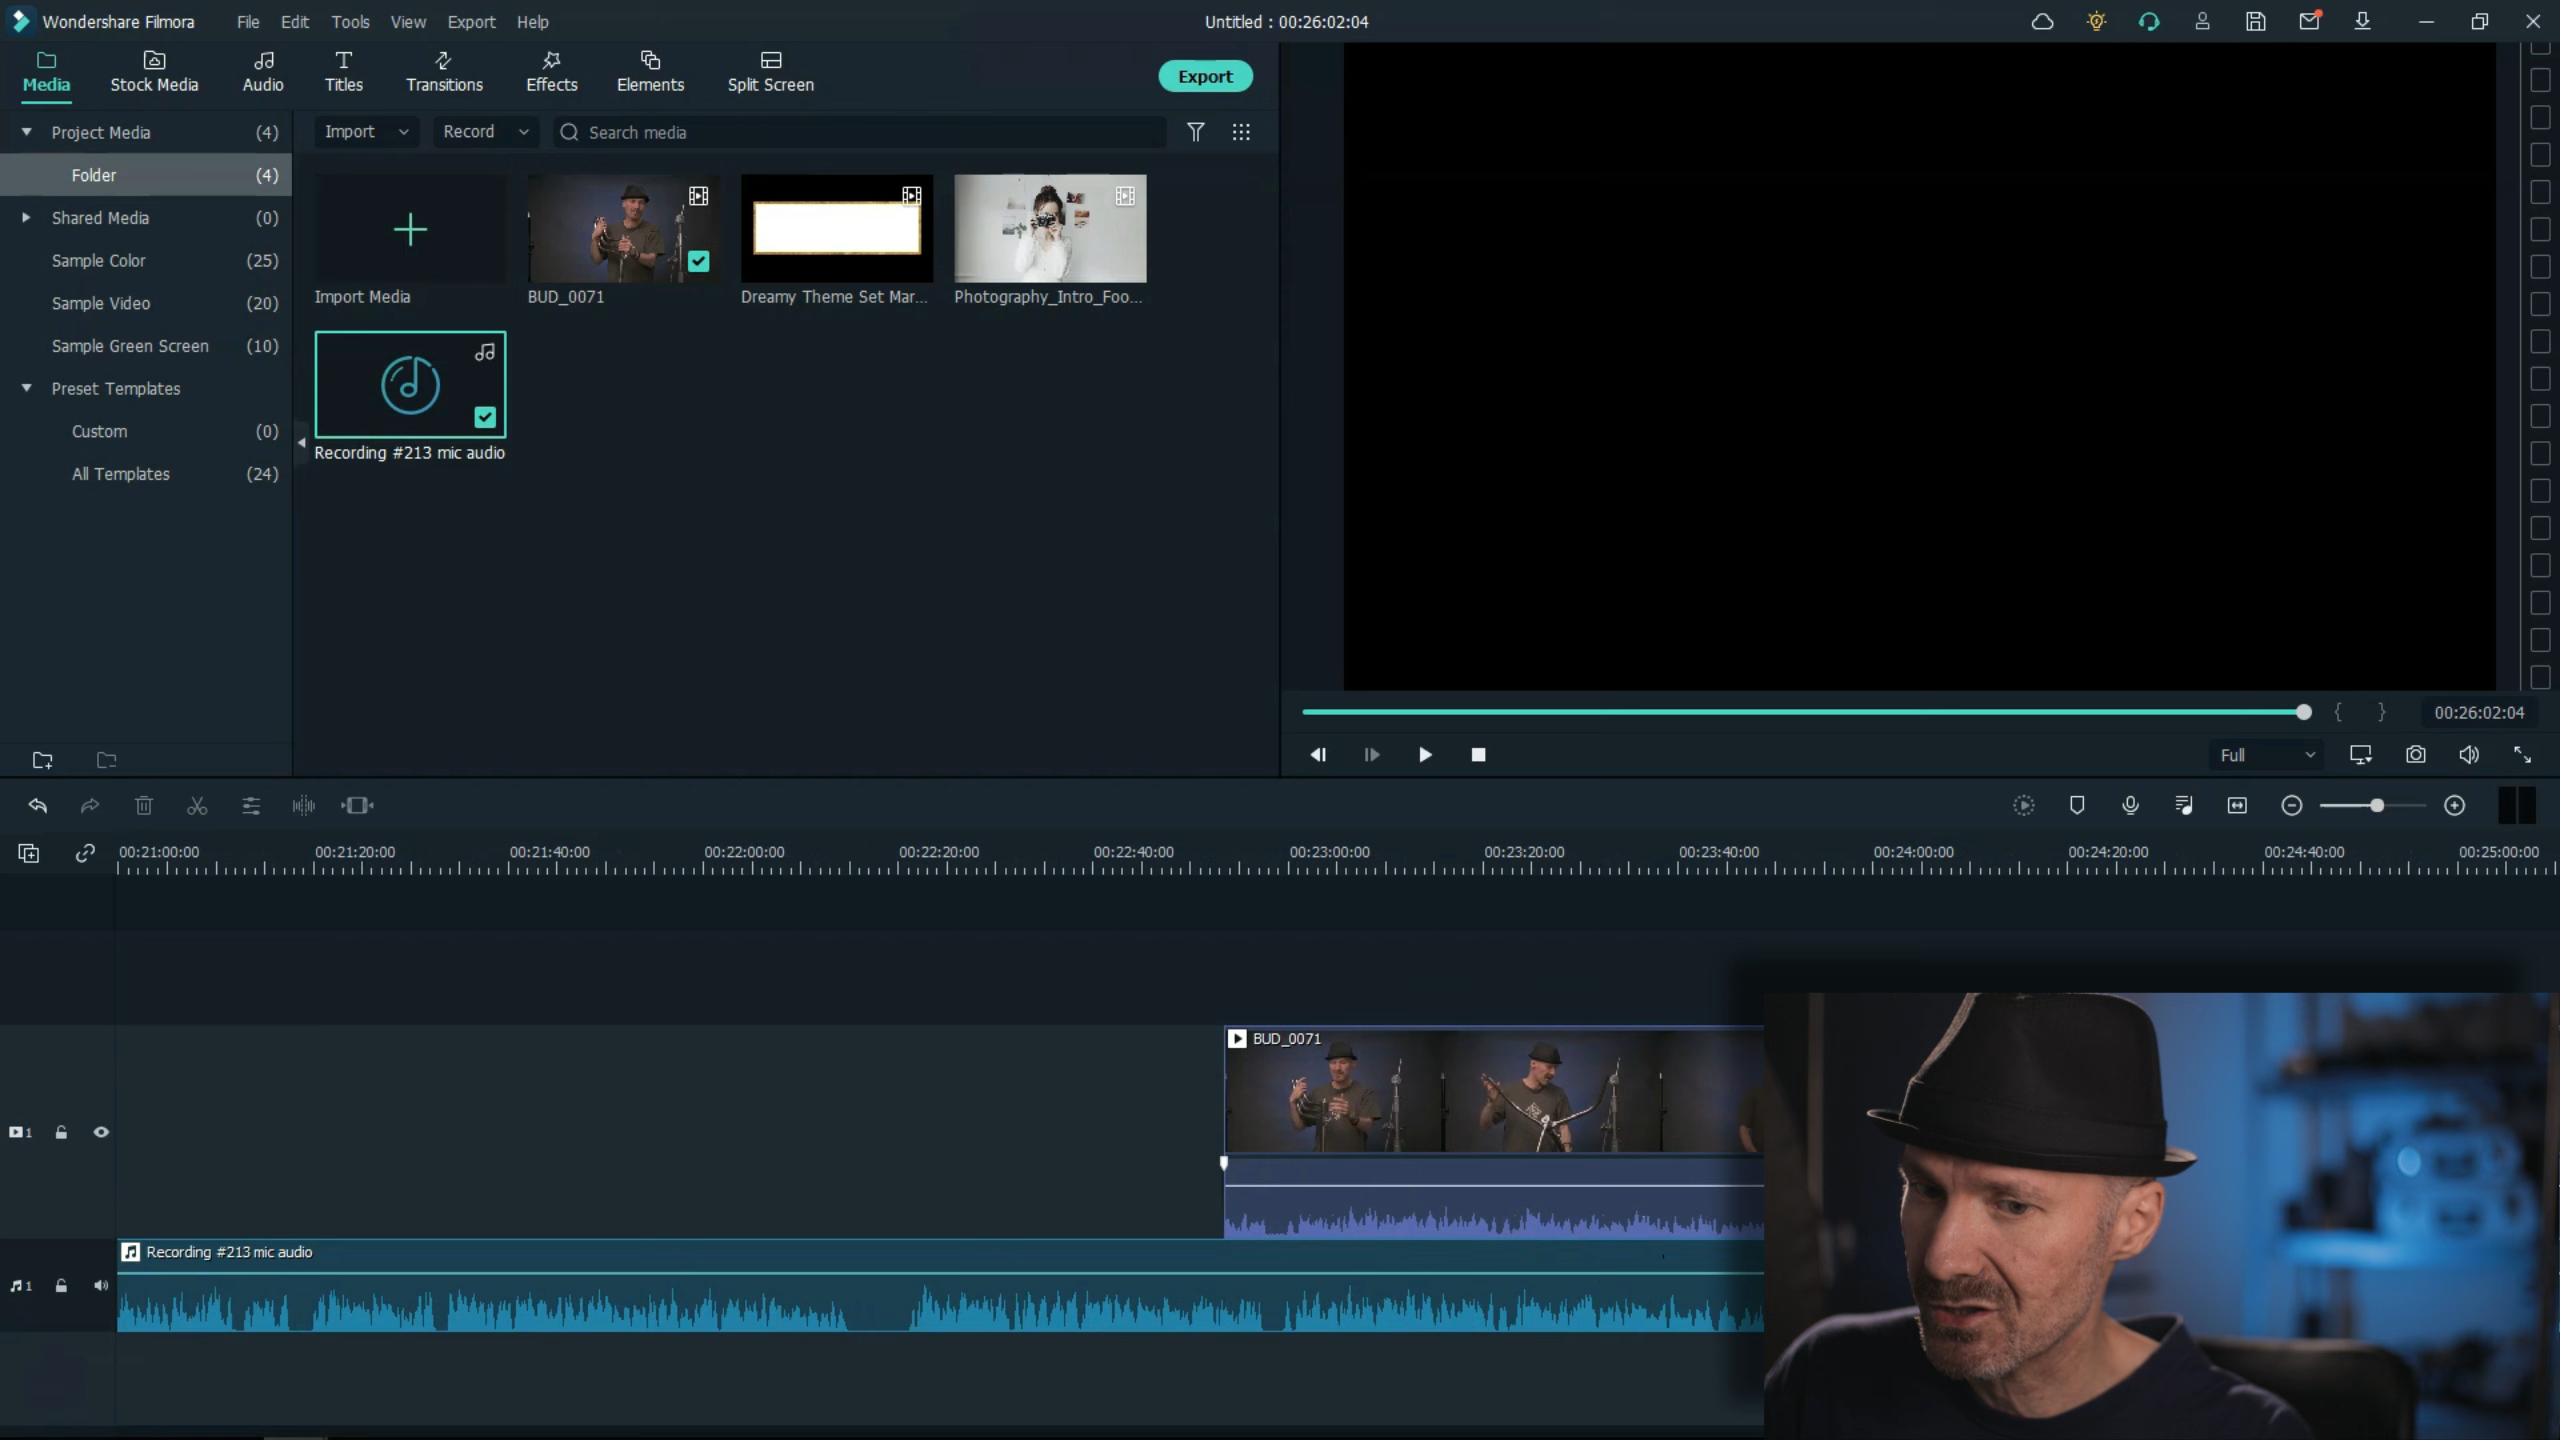 Wondershare Filmora File Edit Tools View Export Help Untitled : 00:26:02:04
Media Stock Media Audio Titles Transitions Effects Elements Split Screen Export
Project Media (4)
Folder (4)
Shared Media (0)
Sample Color (25)
Sample Video (20)
Sample Green Screen (10)
Preset Templates
Custom (0)
All Templates (24)
Import Record Search media
Import Media BUD_0071 Dreamy Theme Set Mar... Photography_Intro_Foo...
Recording #213 mic audio
{ } 00:26:02:04
Full
00:21:00:00 00:21:20:00 00:21:40:00 00:22:00:00 00:22:20:00 00:22:40:00 00:23:00:00 00:23:20:00 00:23:40:00 00:24:00:00 00:24:20:00 00:24:40:00 00:25:00:00
BUD_0071
1
Recording #213 mic audio
1